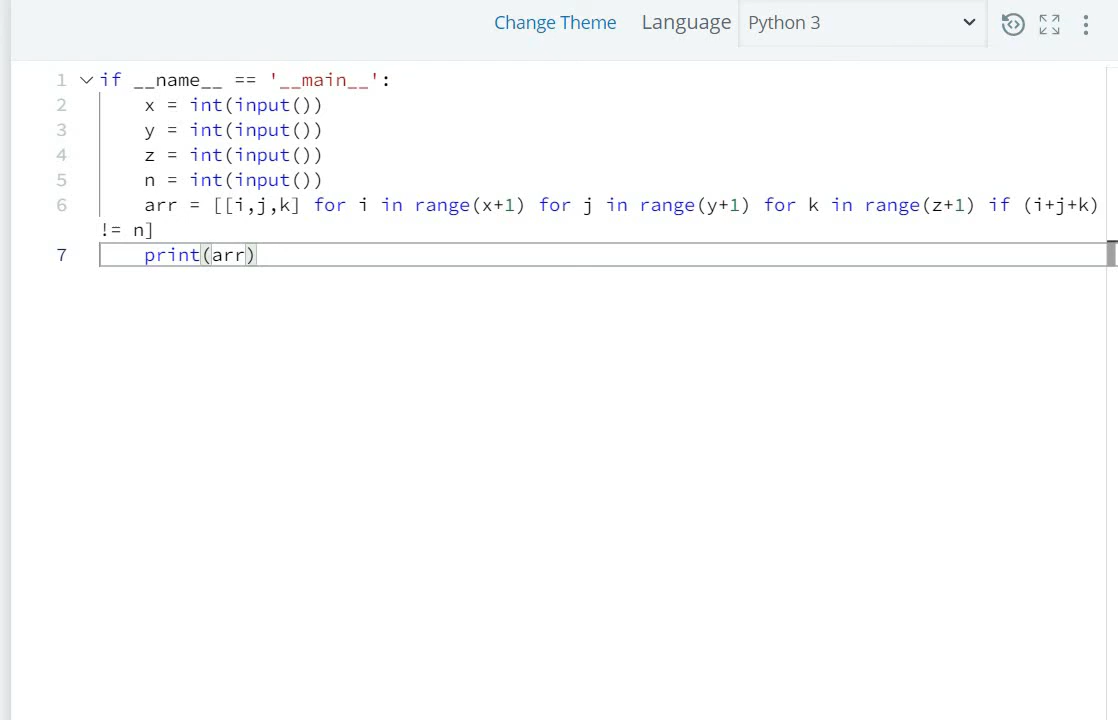 Change Theme Language Python 3
1 if __name__ == '__main__':
2 x = int(input())
3 y = int(input())
4 z = int(input())
5 n = int(input())
6 arr = [[i,j,k] for i in range(x+1) for j in range(y+1) for k in range(z+1) if (i+j+k)
!= n]
7 print(arr)